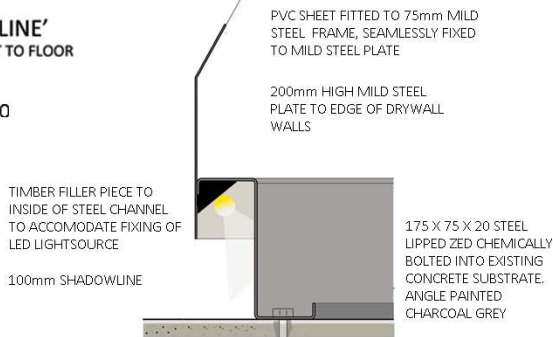 LINE'
T TO FLOOR
PVC SHEET FITTED TO 75mm MILD
STEEL FRAME, SEAMLESSLY FIXED
TO MILD STEEL PLATE
200mm HIGH MILD STEEL
PLATE TO EDGE OF DRYWALL
WALLS
TIMBER FILLER PIECE TO
INSIDE OF STEEL CHANNEL
TO ACCOMODATE FIXING OF
LED LIGHTSOURCE
100mm SHADOWLINE
175 X 75 X 20 STEEL
LIPPED ZED CHEMICALLY
BOLTED INTO EXISTING
CONCRETE SUBSTRATE.
ANGLE PAINTED
CHARCOAL GREY